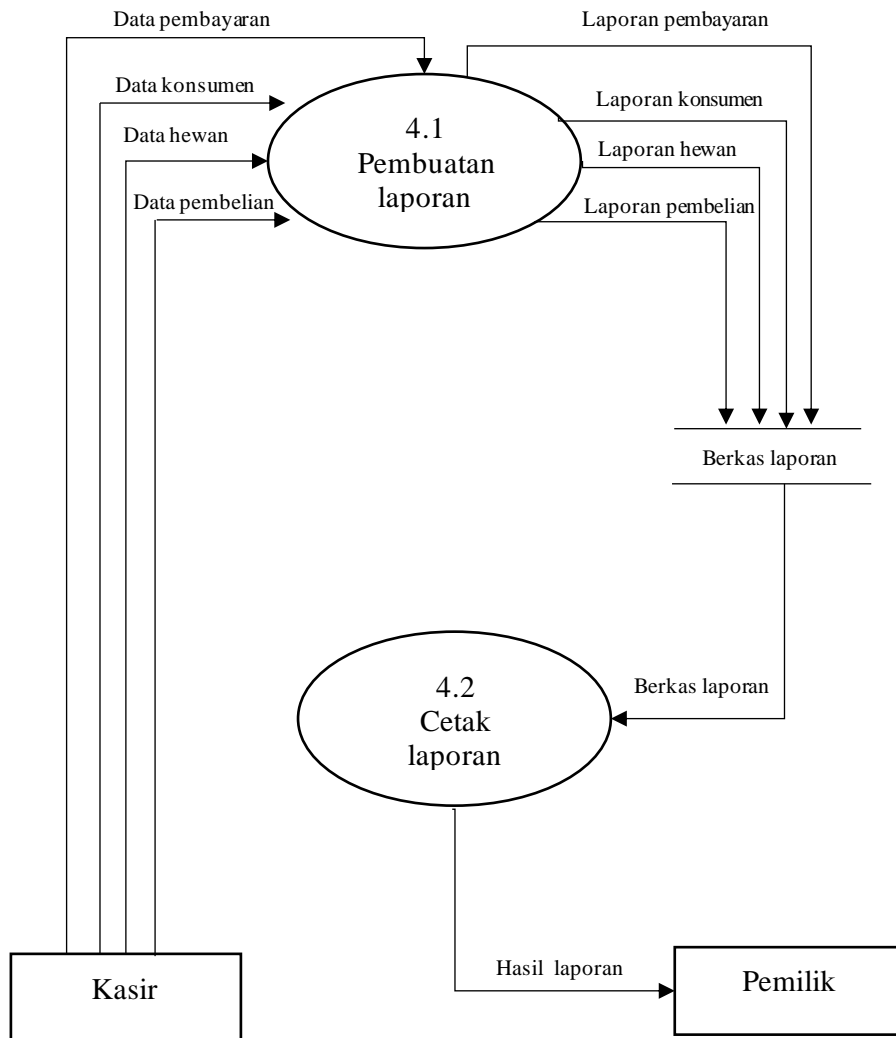 Data pembayaran
Laporan pembayaran
Data konsumen
Laporan konsumen
4.1
Pembuatan
laporan
Data hewan
Laporan hewan
Data pembelian
Laporan pembelian
Berkas laporan
4.2
Cetak
laporan
Berkas laporan
Hasil laporan
Kasir
Pemilik